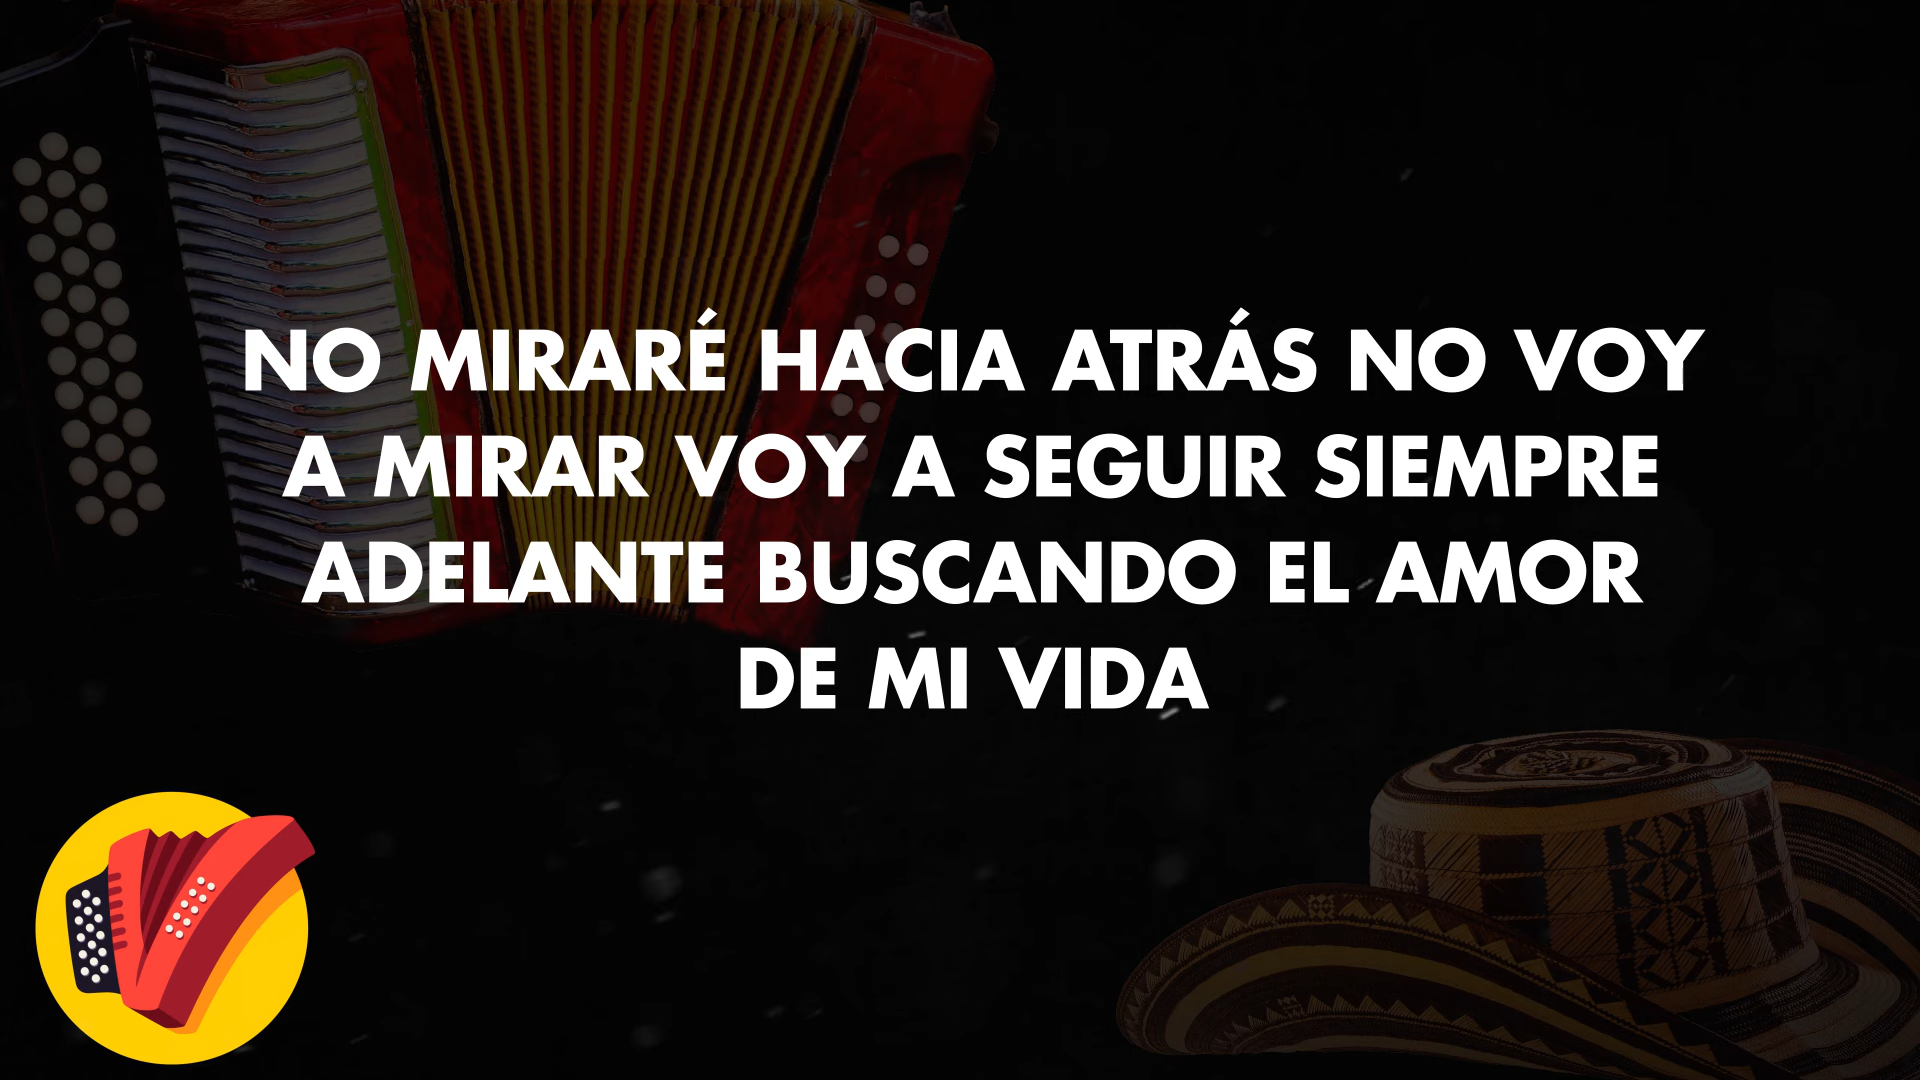 NO MIRARÉ HACIA ATRÁS NO VOY
A MIRAR VOY A SEGUIR SIEMPRE
ADELANTE BUSCANDO EL AMOR
DE MI VIDA